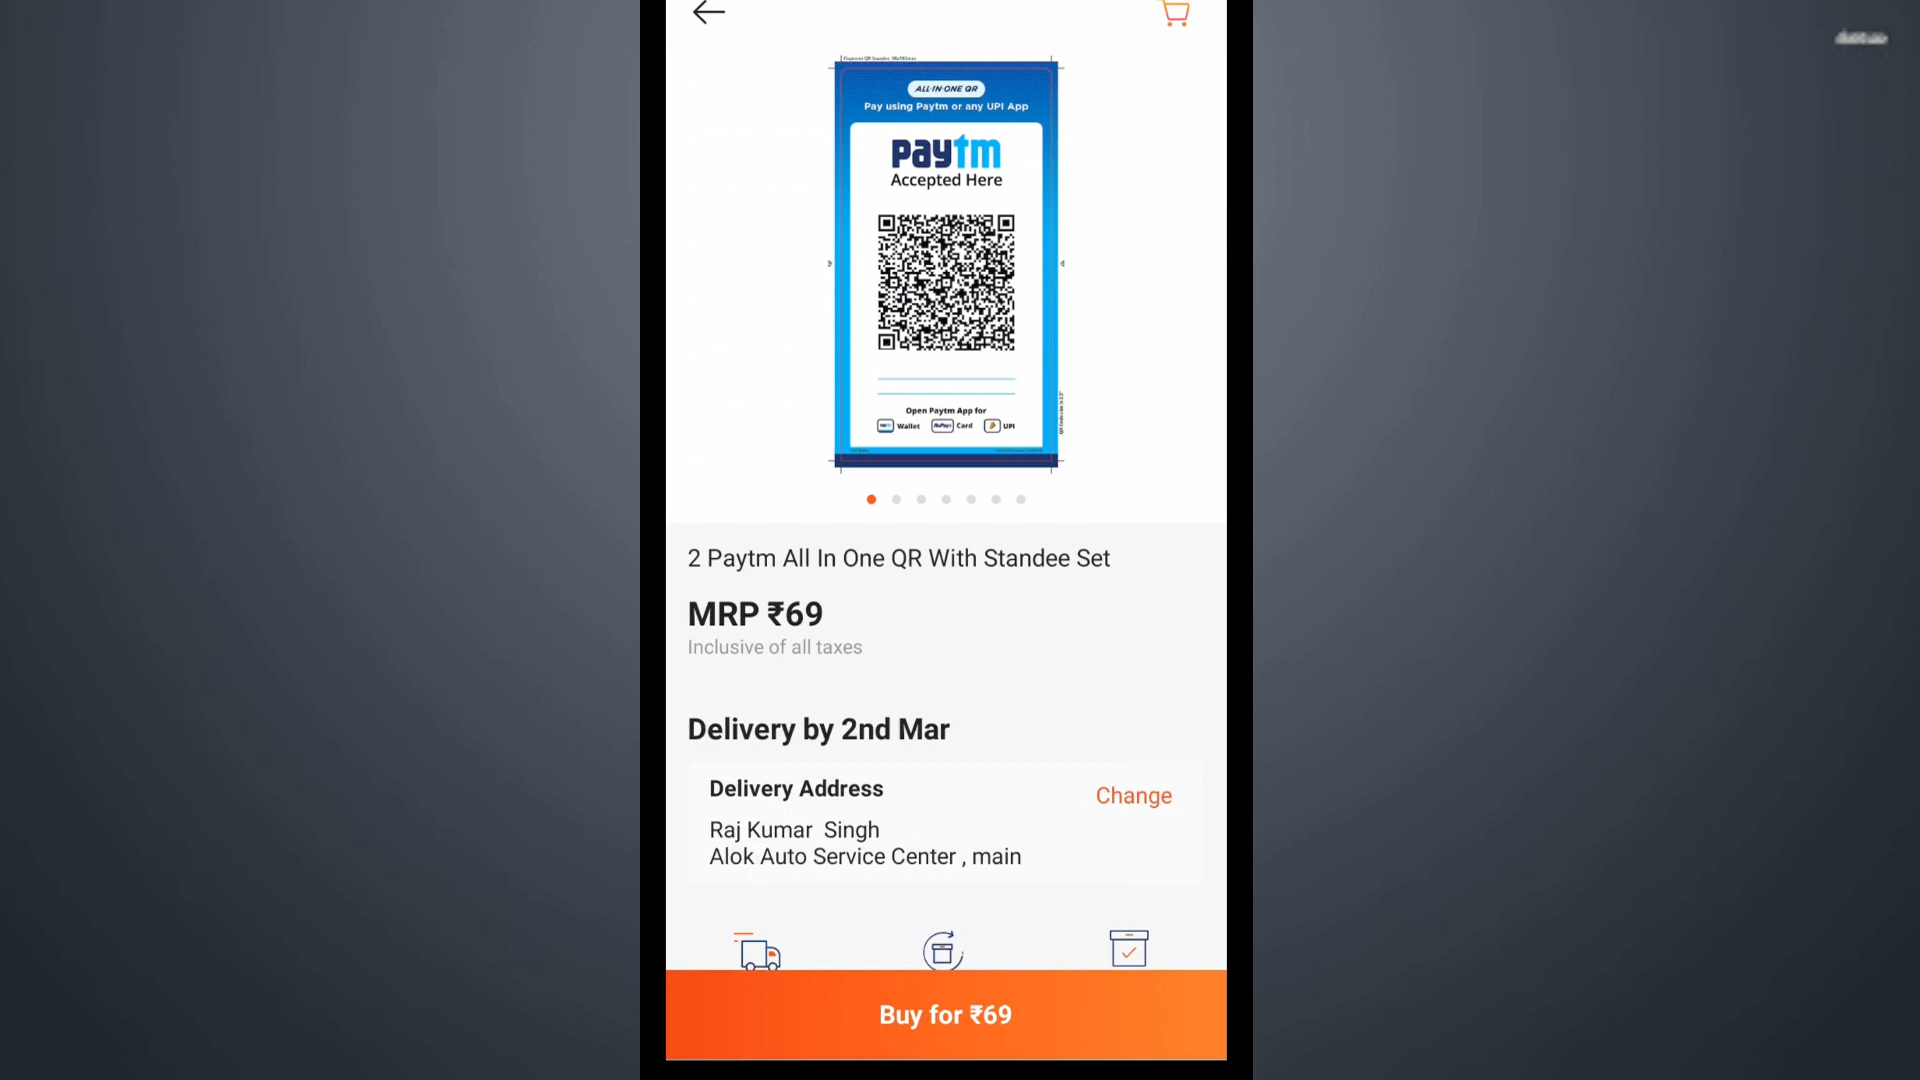 ALL-IN-ONE QR
Pay using Paytm or any UPI App
paytm
Accepted Here
Open Paytm App for
Wallet
Card
UPI
2 Paytm All In One QR With Standee Set
MRP ₹69
Inclusive of all taxes
Delivery by 2nd Mar
Delivery Address
Change
Raj Kumar Singh
Alok Auto Service Center , main
Buy for ₹69